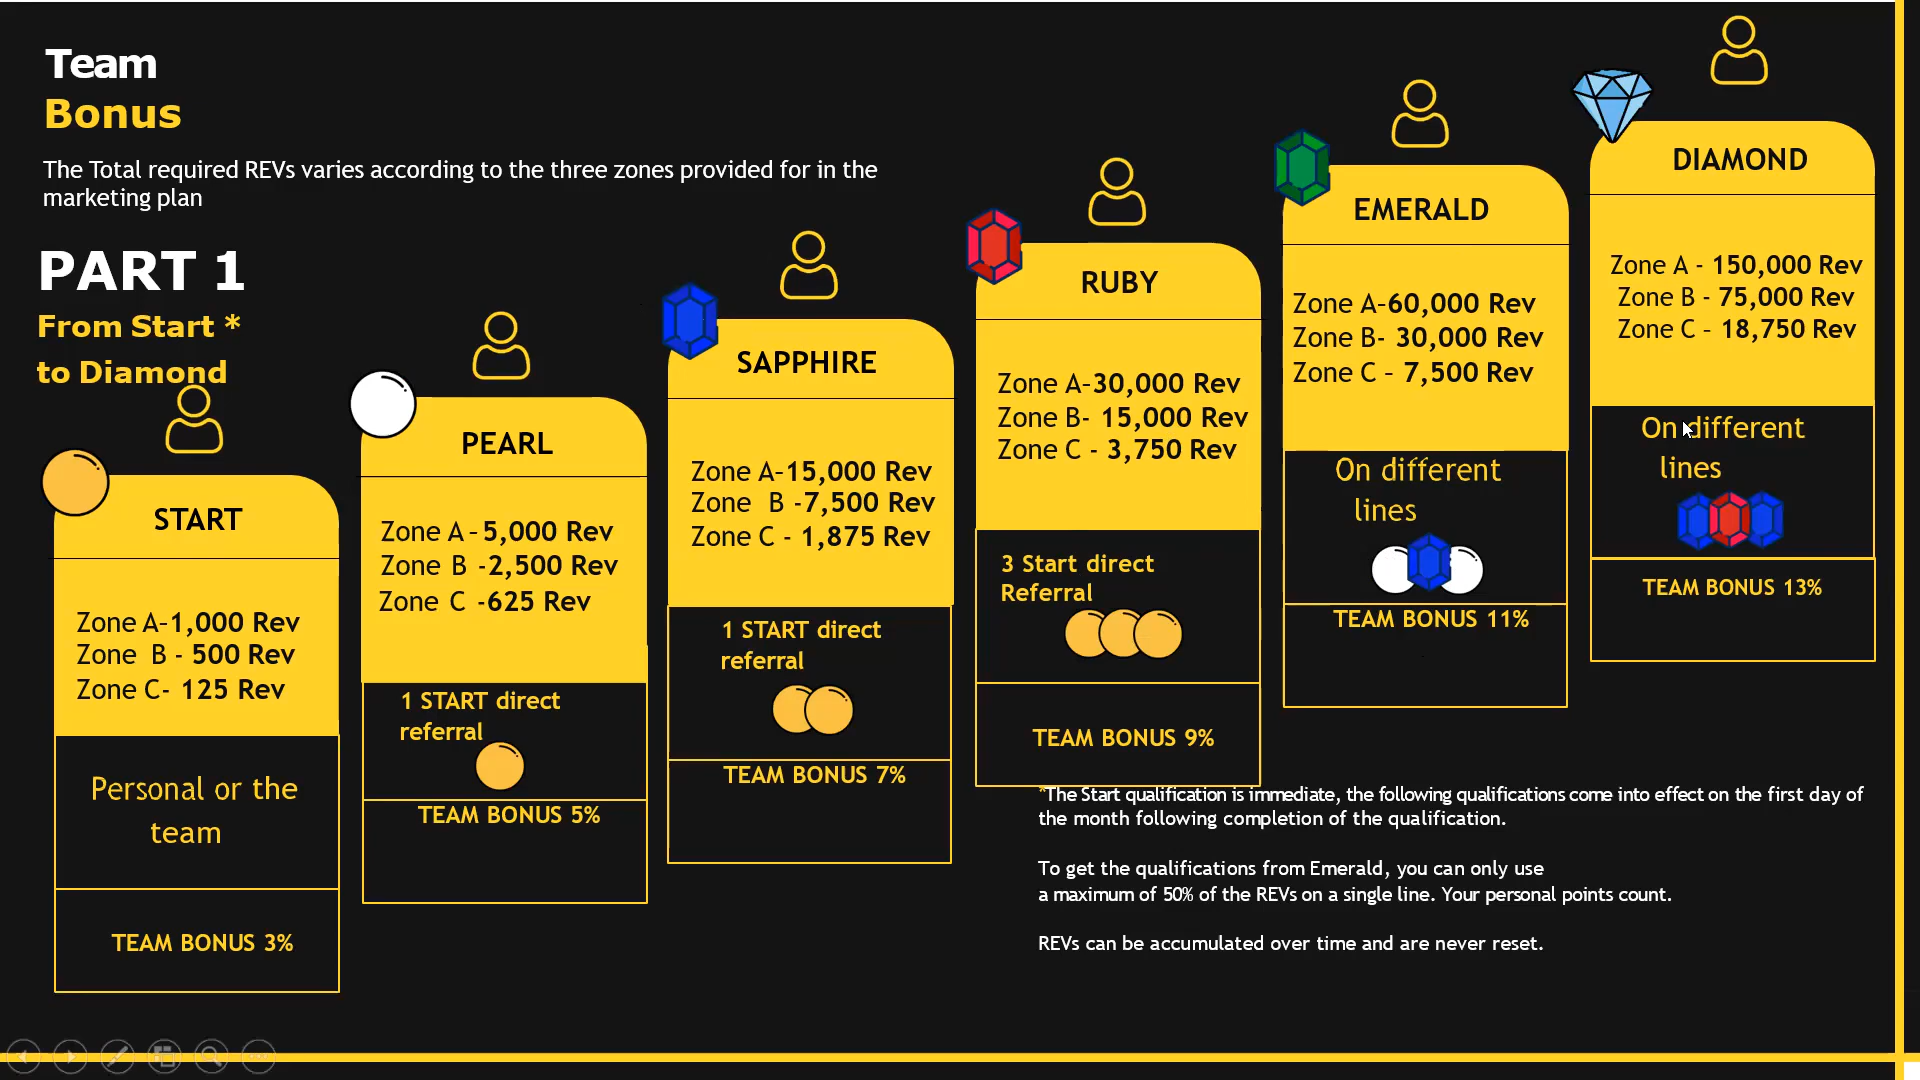 Team
Bonus
The Total required REVs varies according to the three zones provided for in the
marketing plan
PART 1
From Start *
to Diamond
START
Zone A–1,000 Rev
Zone B - 500 Rev
Zone C- 125 Rev
Personal or the
team
TEAM BONUS 3%
PEARL
Zone A – 5,000 Rev
Zone B -2,500 Rev
Zone C -625 Rev
1 START direct
referral
TEAM BONUS 5%
SAPPHIRE
Zone A–15,000 Rev
Zone B -7,500 Rev
Zone C - 1,875 Rev
1 START direct
referral
TEAM BONUS 7%
RUBY
Zone A–30,000 Rev
Zone B- 15,000 Rev
Zone C - 3,750 Rev
3 Start direct
Referral
TEAM BONUS 9%
EMERALD
Zone A–60,000 Rev
Zone B- 30,000 Rev
Zone C – 7,500 Rev
On different
lines
TEAM BONUS 11%
DIAMOND
Zone A - 150,000 Rev
Zone B - 75,000 Rev
Zone C – 18,750 Rev
On different
lines
TEAM BONUS 13%
*The Start qualification is immediate, the following qualifications come into effect on the first day of
the month following completion of the qualification.
To get the qualifications from Emerald, you can only use
a maximum of 50% of the REVs on a single line. Your personal points count.
REVs can be accumulated over time and are never reset.